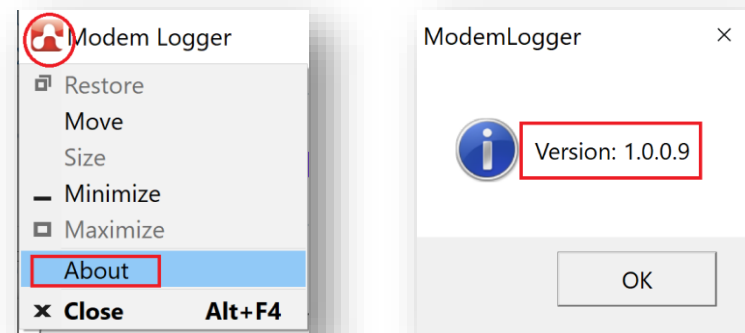 Modem Logger
Restore
Move
Size
Minimize
Maximize
About
Close Alt+F4
ModemLogger
Version: 1.0.0.9
OK